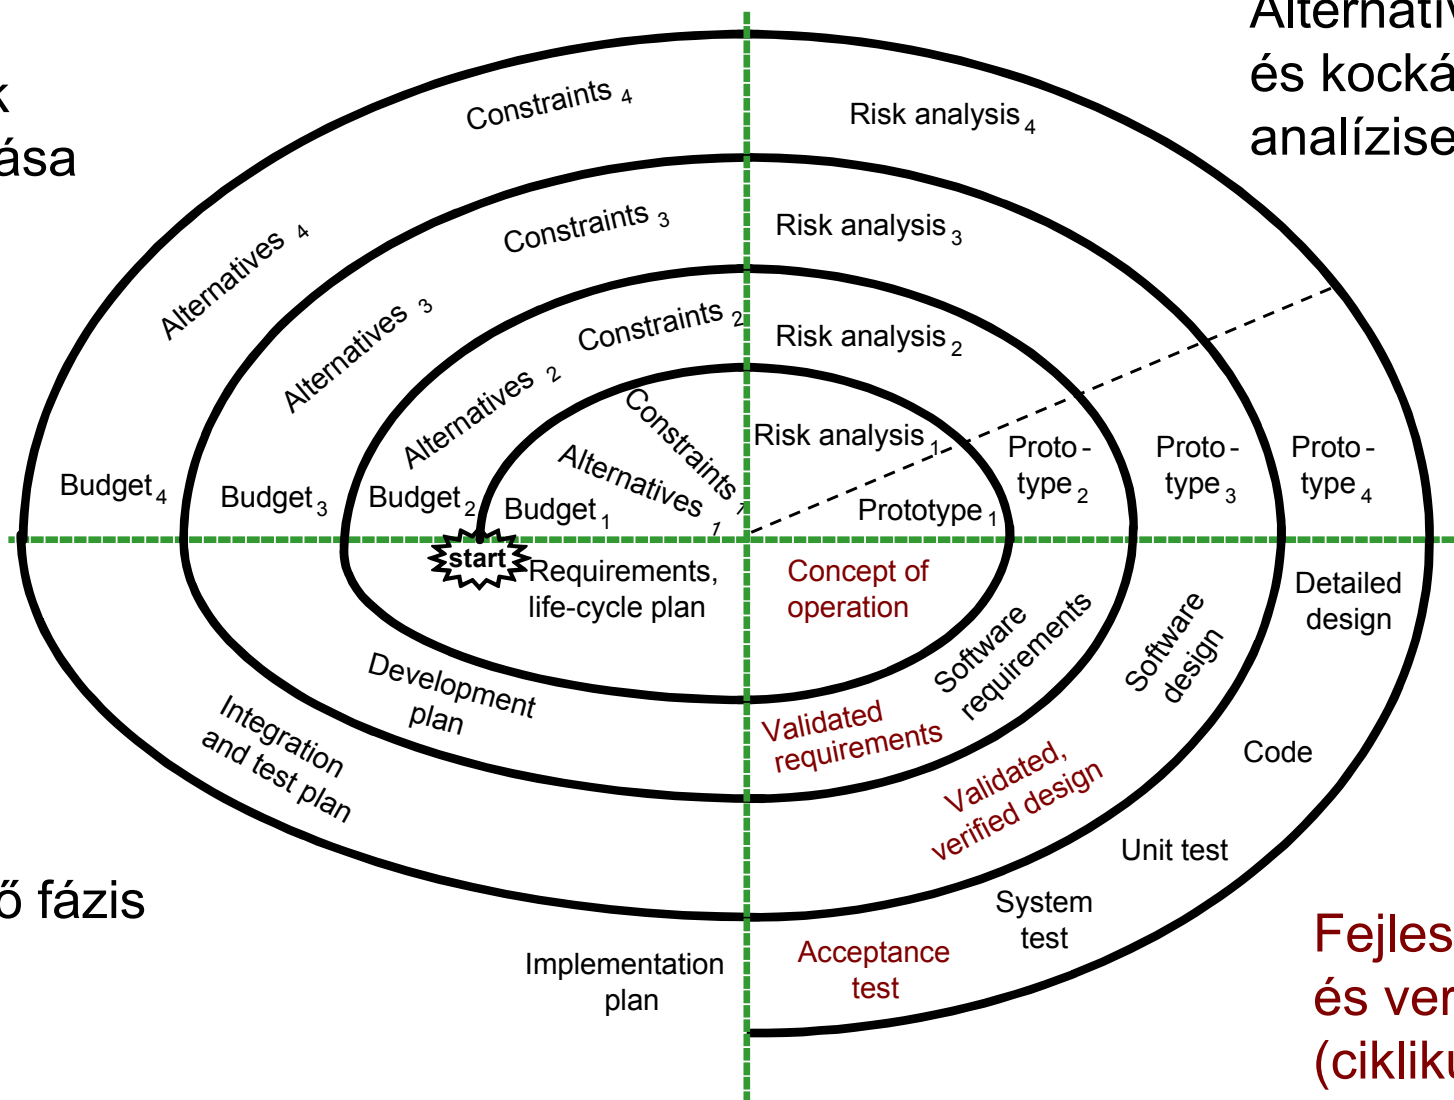 Alternatív
és kocká
analízise
k
ása
Constraints 4
Risk analysis 4
Alternatives 4
Constraints 3
Risk analysis 3
Alternatives 3
Constraints 2
Risk analysis 2
Alternatives 2
Constraints 1
Risk analysis 1
Alternatives 1
Budget 4
Budget 3
Budget 2
Budget 1
Prototype 1
Proto-
type 2
Proto-
type 3
Proto-
type 4
start
Requirements,
life-cycle plan
Concept of
operation
Software
requirements
Software
design
Detailed
design
Development
plan
Validated
requirements
Integration
and test plan
Validated,
verified design
Code
Unit test
System
test
Acceptance
test
Implementation
plan
ő fázis
Fejles
és ver
(cikliku